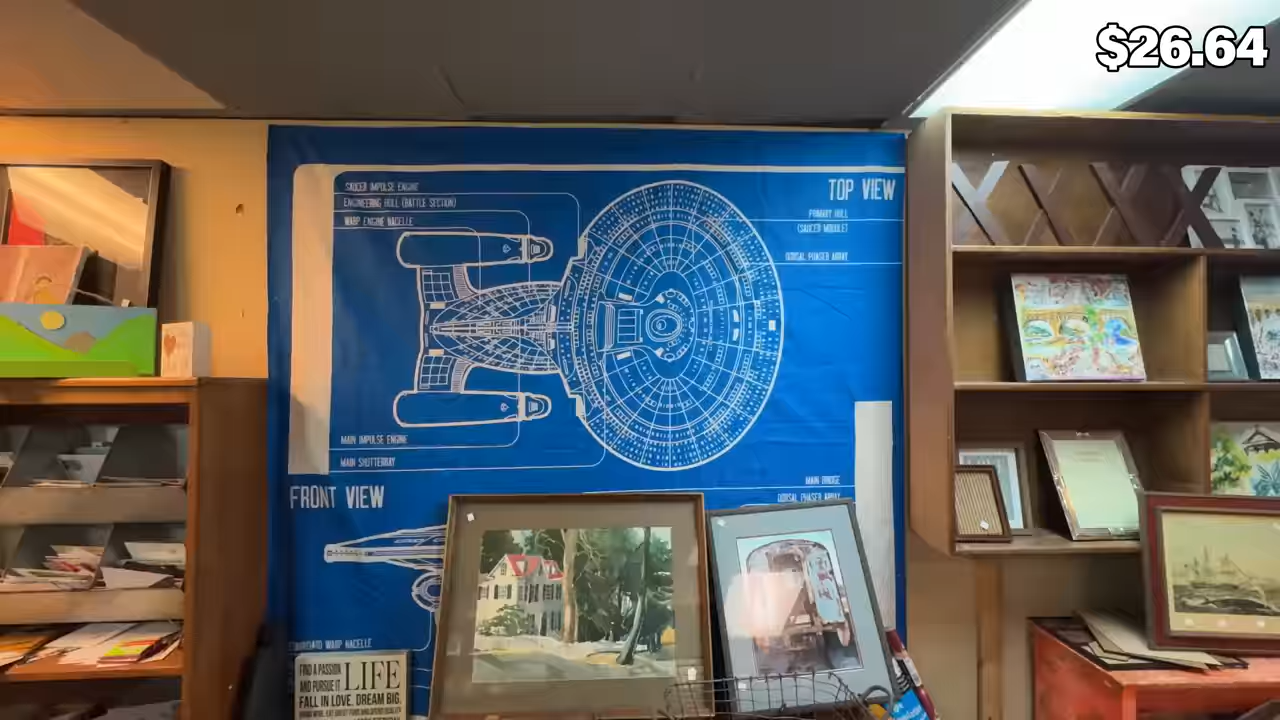 $26.64
TOP VIEW
SAUCER IMPULSE ENGINE
ENGINEERING HULL (BATTLE SECTION)
WARP ENGINE NACELLE
PRIMARY HULL
(SAUCER MODULE)
DORSAL PHASER ARRAY
MAIN IMPULSE ENGINE
MAIN SHUTTLEBAY
MAIN BRIDGE
DORSAL PHASER ARRAY
FRONT VIEW
STARBOARD WARP NACELLE
FIND A PASSION
AND PURSUE IT
LIFE
FALL IN LOVE. DREAM BIG.